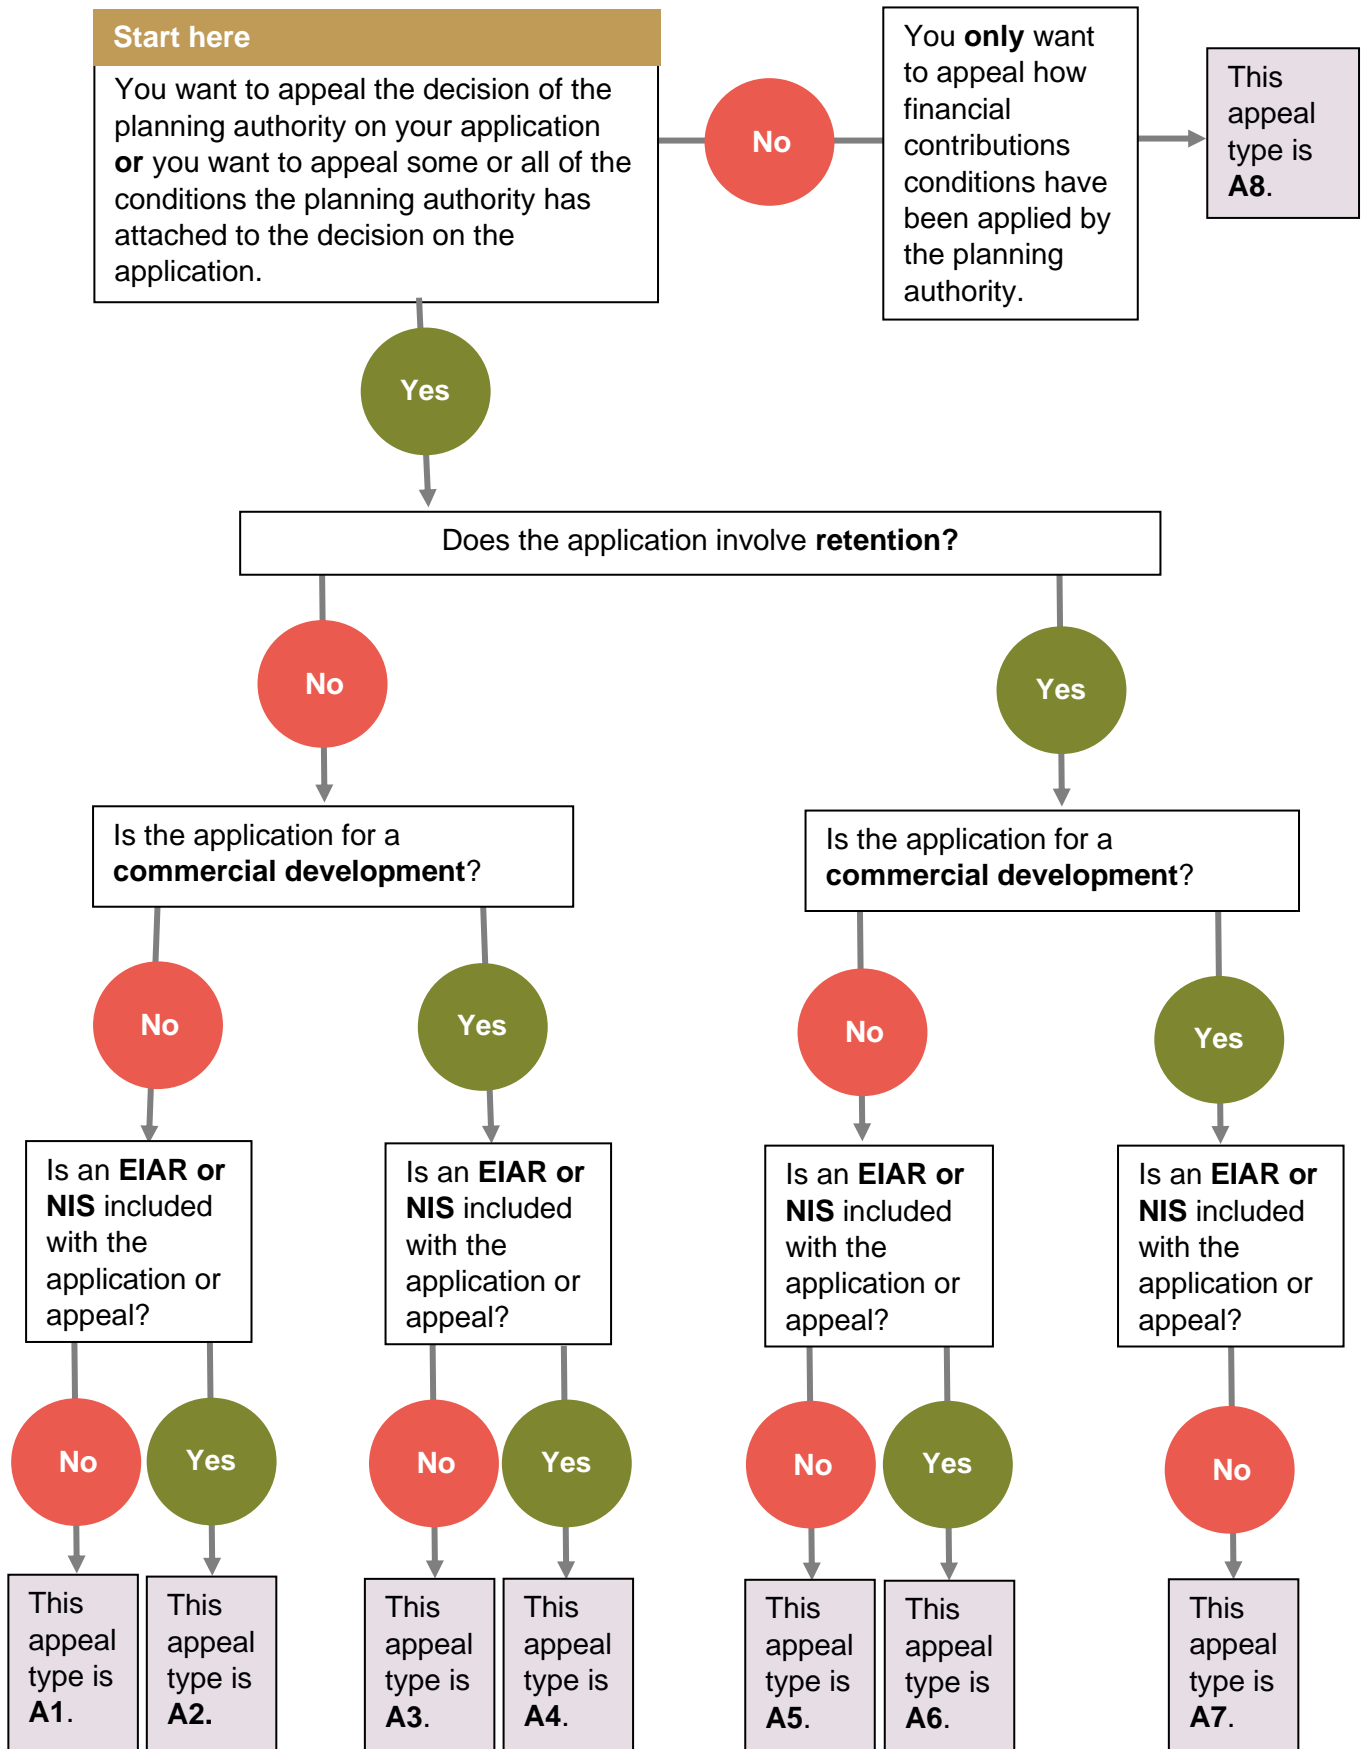 Start here
You want to appeal the decision of the
planning authority on your application
or you want to appeal some or all of the
conditions the planning authority has
attached to the decision on the
application.
No
You only want
to appeal how
financial
contributions
conditions have
been applied by
the planning
authority.
This
appeal
type is
A8.
Yes
Does the application involve retention?
No
Yes
Is the application for a
commercial development?
Is the application for a
commercial development?
No
Yes
No
Yes
Is an EIAR or
NIS included
with the
application or
appeal?
Is an EIAR or
NIS included
with the
application or
appeal?
Is an EIAR or
NIS included
with the
application or
appeal?
Is an EIAR or
NIS included
with the
application or
appeal?
No
Yes
No
Yes
No
Yes
No
This
appeal
type is
A1.
This
appeal
type is
A2.
This
appeal
type is
A3.
This
appeal
type is
A4.
This
appeal
type is
A5.
This
appeal
type is
A6.
This
appeal
type is
A7.